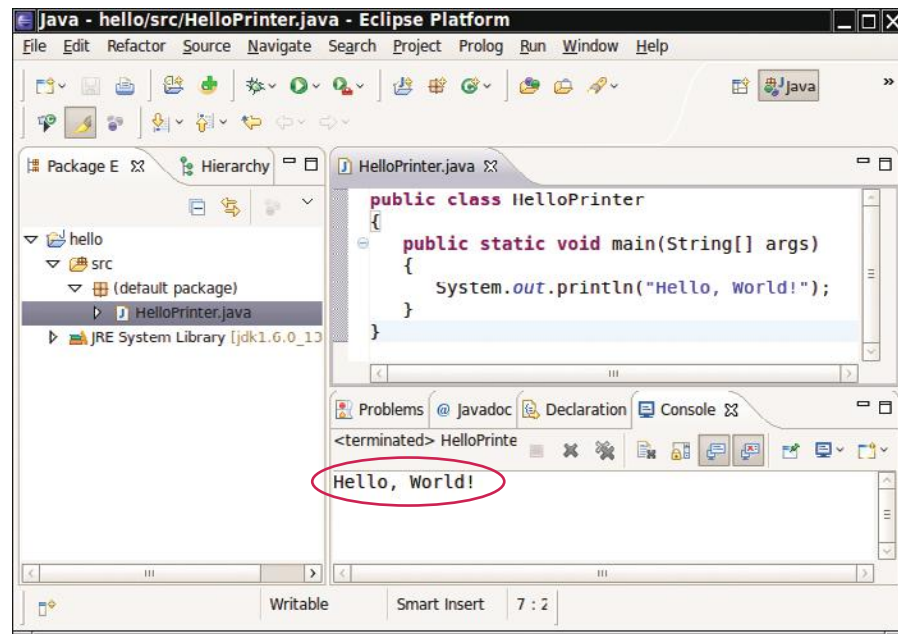 Java - hello/src/HelloPrinter.java - Eclipse Platform
File Edit Refactor Source Navigate Search Project Prolog Run Window Help
Java »
Package E Hierarchy
hello
src
(default package)
HelloPrinter.java
JRE System Library [jdk1.6.0_13
HelloPrinter.java
public class HelloPrinter
{
public static void main(String[] args)
{
System.out.println("Hello, World!");
}
}
Problems @ Javadoc Declaration Console
<terminated> HelloPrinte
Hello, World!
Writable Smart Insert 7 : 2